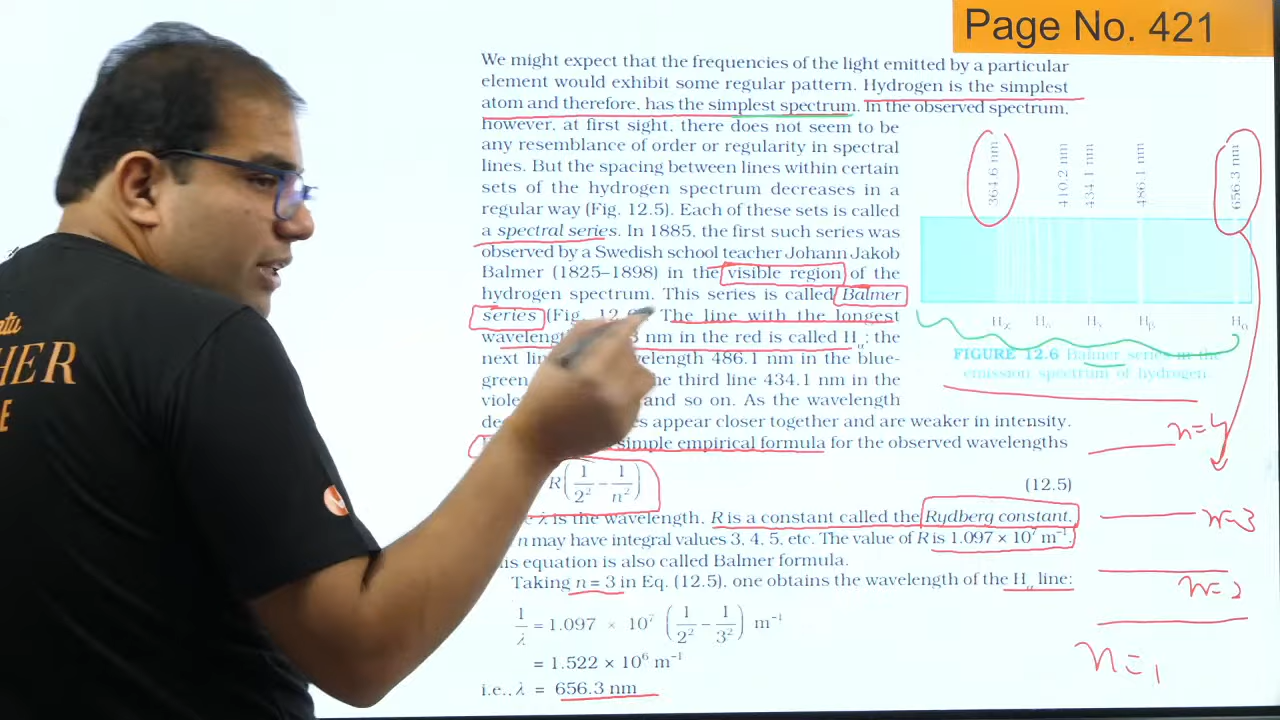 Page No. 421
We might expect that the frequencies of the light emitted by a particular
element would exhibit some regular pattern. Hydrogen is the simplest
atom and therefore, has the simplest spectrum. In the observed spectrum,
however, at first sight, there does not seem to be
any resemblance of order or regularity in spectral
lines. But the spacing between lines within certain
sets of the hydrogen spectrum decreases in a
regular way (Fig. 12.5). Each of these sets is called
a spectral series. In 1885, the first such series was
observed by a Swedish school teacher Johann Jakob
Balmer (1825–1898) in the visible region of the
hydrogen spectrum. This series is called Balmer
series (Fig. 12.6). The line with the longest
nm in the red is called Hα; the
next 486.1 nm in the blue-
green third line 434.1 nm in the
and so on. As the wavelength
appear closer together and are weaker in intensity.
simple empirical formula for the observed wavelengths
R(1/2² − 1/n²)
(12.5)
λ is the wavelength, R is a constant called the Rydberg constant,
n may have integral values 3, 4, 5, etc. The value of R is 1.097 × 10⁷ m⁻¹.
equation is also called Balmer formula.
Taking n = 3 in Eq. (12.5), one obtains the wavelength of the Hα line:
1/λ = 1.097 × 10⁷ (1/2² − 1/3²) m⁻¹
= 1.522 × 10⁶ m⁻¹
i.e., λ = 656.3 nm
364.6 nm
410.2 nm
434.1 nm
486.1 nm
656.3 nm
H∞ Hδ Hγ Hβ Hα
FIGURE 12.6 Balmer series in the
emission spectrum of hydrogen.
n=4
n=3
n=2
n=1
HER